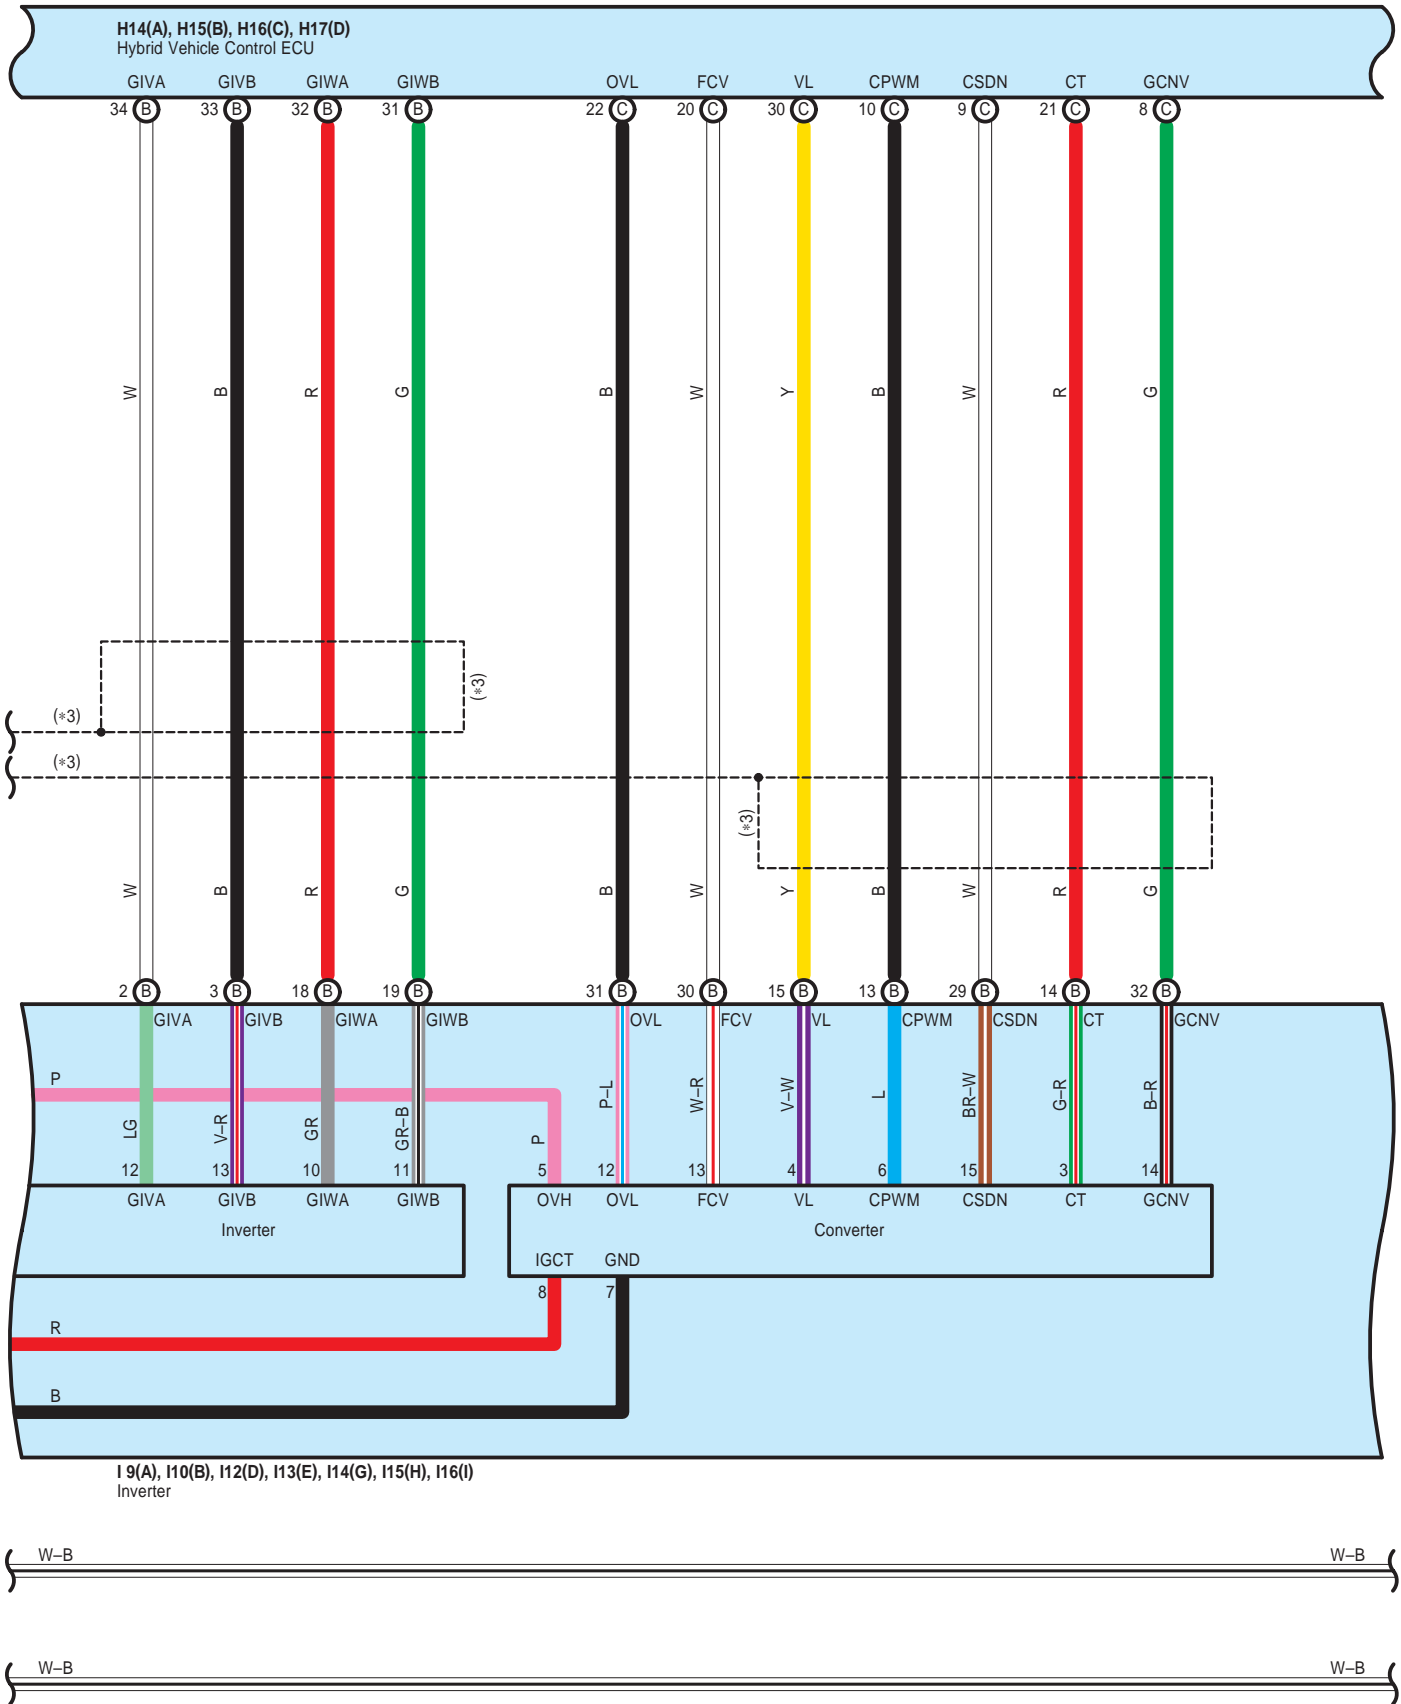 H14(A), H15(B), H16(C), H17(D)
Hybrid Vehicle Control ECU
GIVA GIVB GIWA GIWB OVL FCV VL CPWM CSDN CT GCNV
34 B 33 B 32 B 31 B 22 C 20 C 30 C 10 C 9 C 21 C 8 C
W B R G B W Y B W R G
(*3)
(*3)
(*3)
(*3)
W B R G B W Y B W R G
2 B 3 B 18 B 19 B 31 B 30 B 15 B 13 B 29 B 14 B 32 B
GIVA GIVB GIWA GIWB OVL FCV VL CPWM CSDN CT GCNV
P
LG V–R GR GR–B P P–L W–R V–W L BR–W G–R B–R
12 13 10 11 5 12 13 4 6 15 3 14
GIVA GIVB GIWA GIWB OVH OVL FCV VL CPWM CSDN CT GCNV
Inverter Converter
IGCT GND
8 7
R
B
I 9(A), I10(B), I12(D), I13(E), I14(G), I15(H), I16(I)
Inverter
W–B W–B
W–B W–B